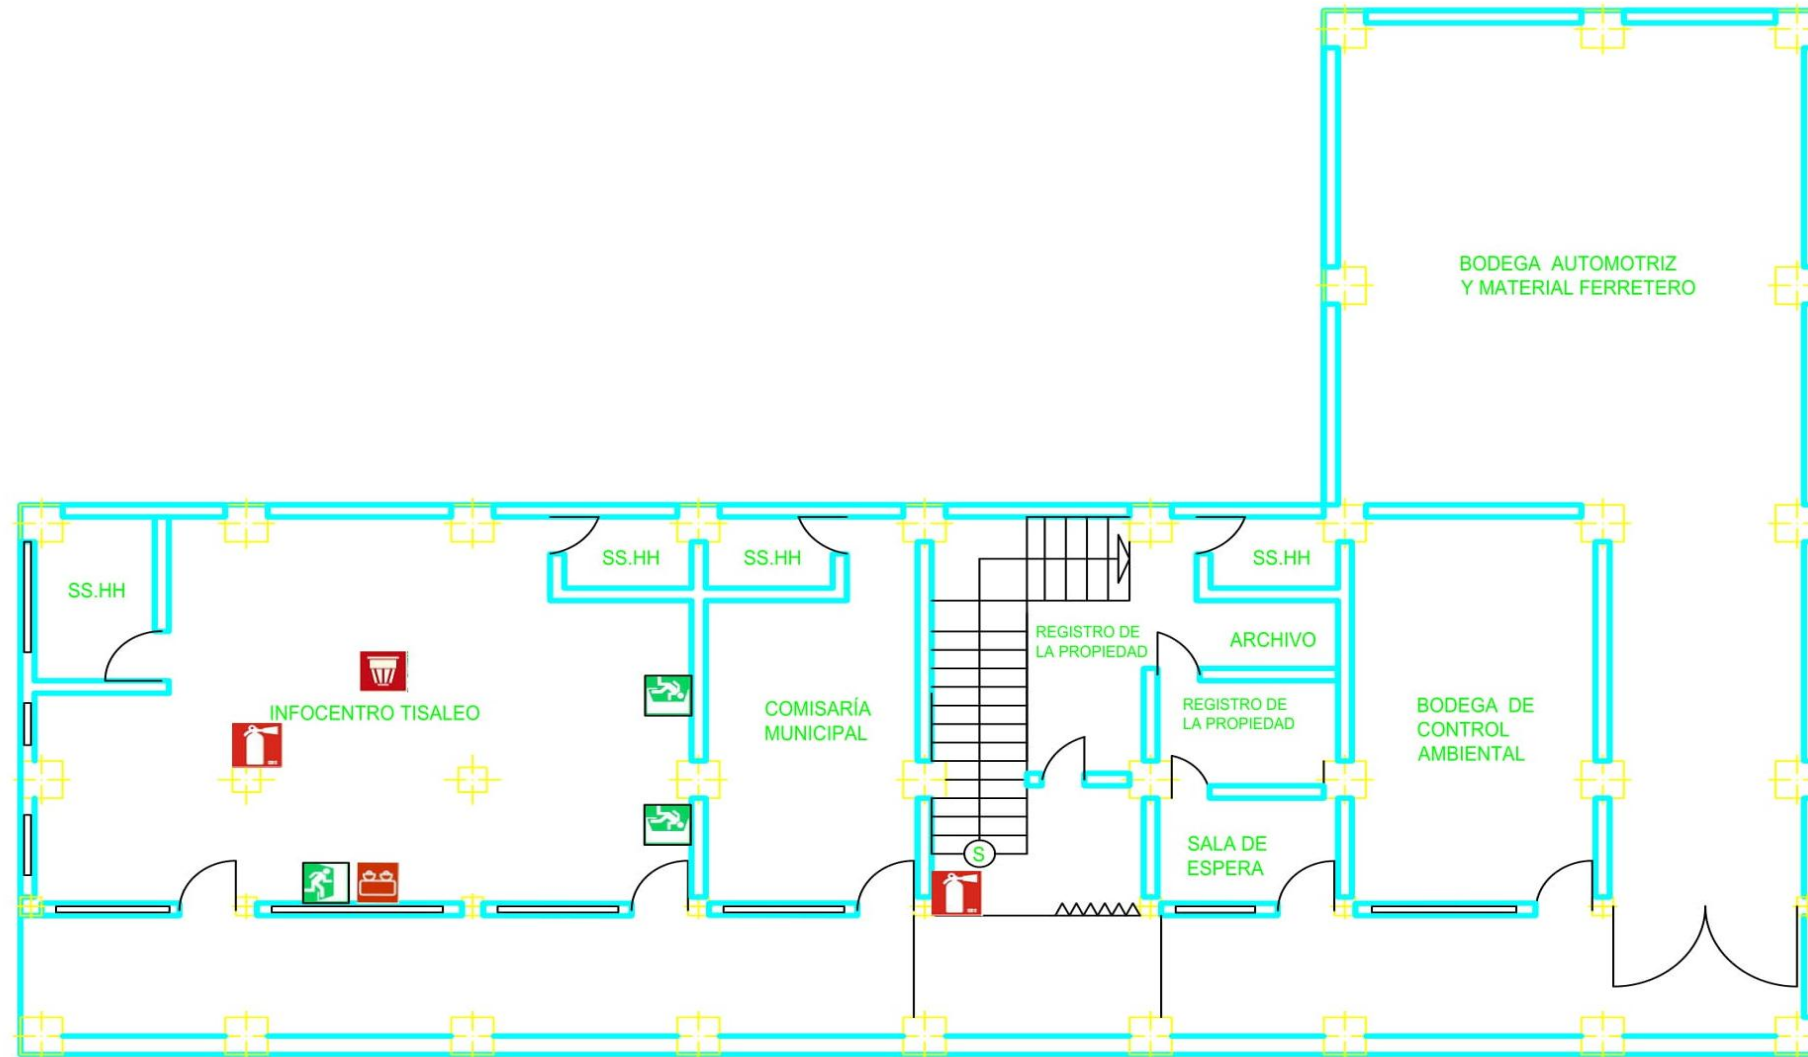 BODEGA AUTOMOTRIZ
Y MATERIAL FERRETERO
SS.HH
SS.HH
SS.HH
SS.HH
REGISTRO DE
LA PROPIEDAD
ARCHIVO
INFOCENTRO TISALEO
COMISARÍA
MUNICIPAL
REGISTRO DE
LA PROPIEDAD
BODEGA DE
CONTROL
AMBIENTAL
SALA DE
ESPERA
S